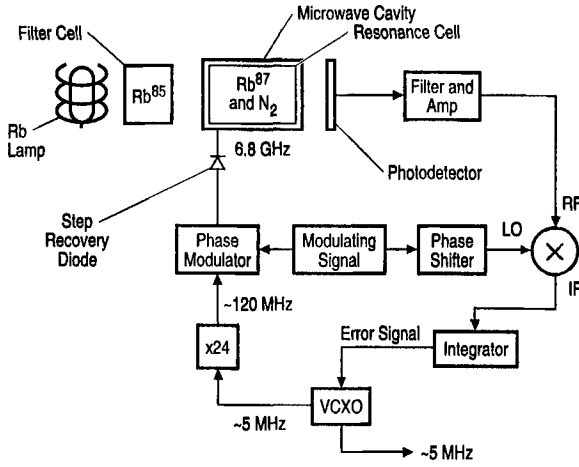 Microwave Cavity
Filter Cell
Resonance Cell
Rb85
Rb87
and N2
Filter and
Amp
Rb
Lamp
6.8 GHz
Photodetector
Step
Recovery
Diode
RF
LO
Phase
Modulator
Modulating
Signal
Phase
Shifter
IF
~120 MHz
x24
Error Signal
Integrator
VCXO
~5 MHz
~5 MHz